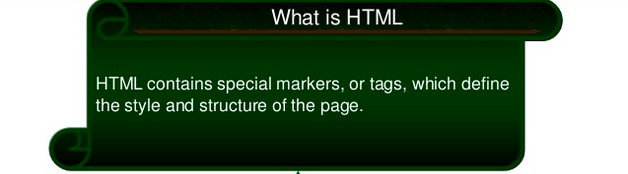 What is HTML
HTML contains special markers, or tags, which define
the style and structure of the page.